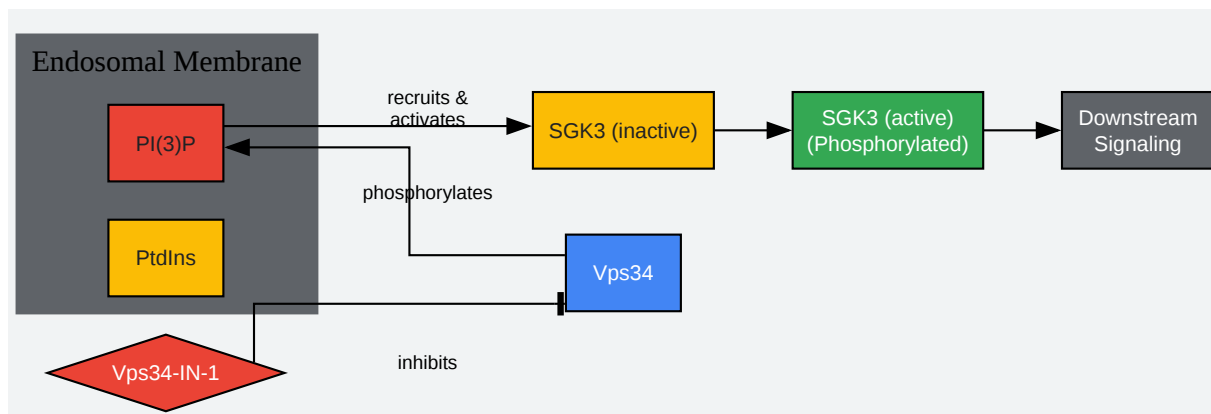 Endosomal Membrane
PI(3)P
recruits &
activates
SGK3 (inactive)
SGK3 (active)
(Phosphorylated)
Downstream
Signaling
phosphorylates
PtdIns
Vps34
Vps34-IN-1
inhibits